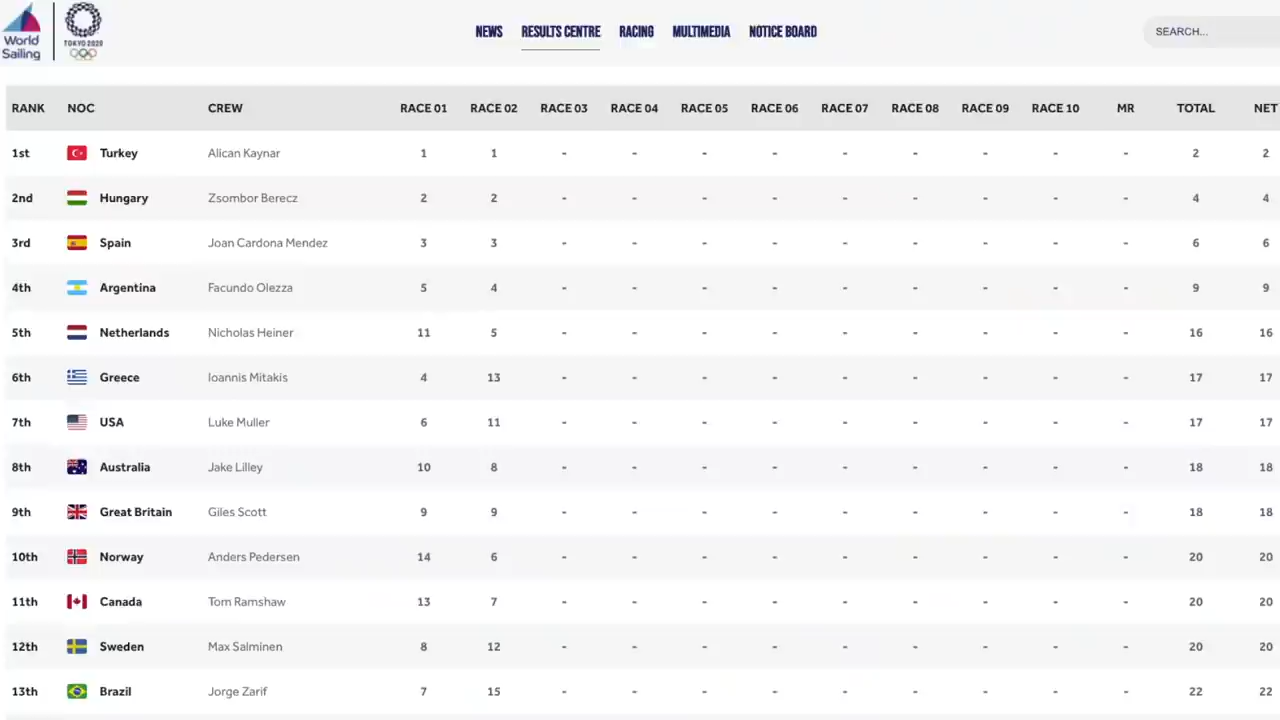 World Sailing
TOKYO 2020
NEWS RESULTS CENTRE RACING MULTIMEDIA NOTICE BOARD
SEARCH...
RANK NOC CREW RACE 01 RACE 02 RACE 03 RACE 04 RACE 05 RACE 06 RACE 07 RACE 08 RACE 09 RACE 10 MR TOTAL NET
1st Turkey Alican Kaynar 1 1 - - - - - - - - - 2 2
2nd Hungary Zsombor Berecz 2 2 - - - - - - - - - 4 4
3rd Spain Joan Cardona Mendez 3 3 - - - - - - - - - 6 6
4th Argentina Facundo Olezza 5 4 - - - - - - - - - 9 9
5th Netherlands Nicholas Heiner 11 5 - - - - - - - - - 16 16
6th Greece Ioannis Mitakis 4 13 - - - - - - - - - 17 17
7th USA Luke Muller 6 11 - - - - - - - - - 17 17
8th Australia Jake Lilley 10 8 - - - - - - - - - 18 18
9th Great Britain Giles Scott 9 9 - - - - - - - - - 18 18
10th Norway Anders Pedersen 14 6 - - - - - - - - - 20 20
11th Canada Tom Ramshaw 13 7 - - - - - - - - - 20 20
12th Sweden Max Salminen 8 12 - - - - - - - - - 20 20
13th Brazil Jorge Zarif 7 15 - - - - - - - - - 22 22